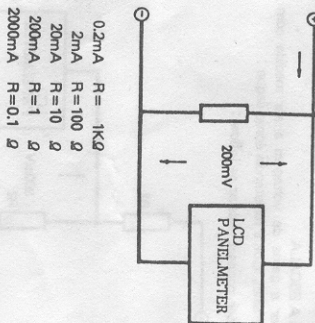 200mV
LCD
PANELMETER
0.2mA R= 1KΩ
2mA R=100 Ω
20mA R=10 Ω
200mA R=1 Ω
2000mA R=0.1 Ω